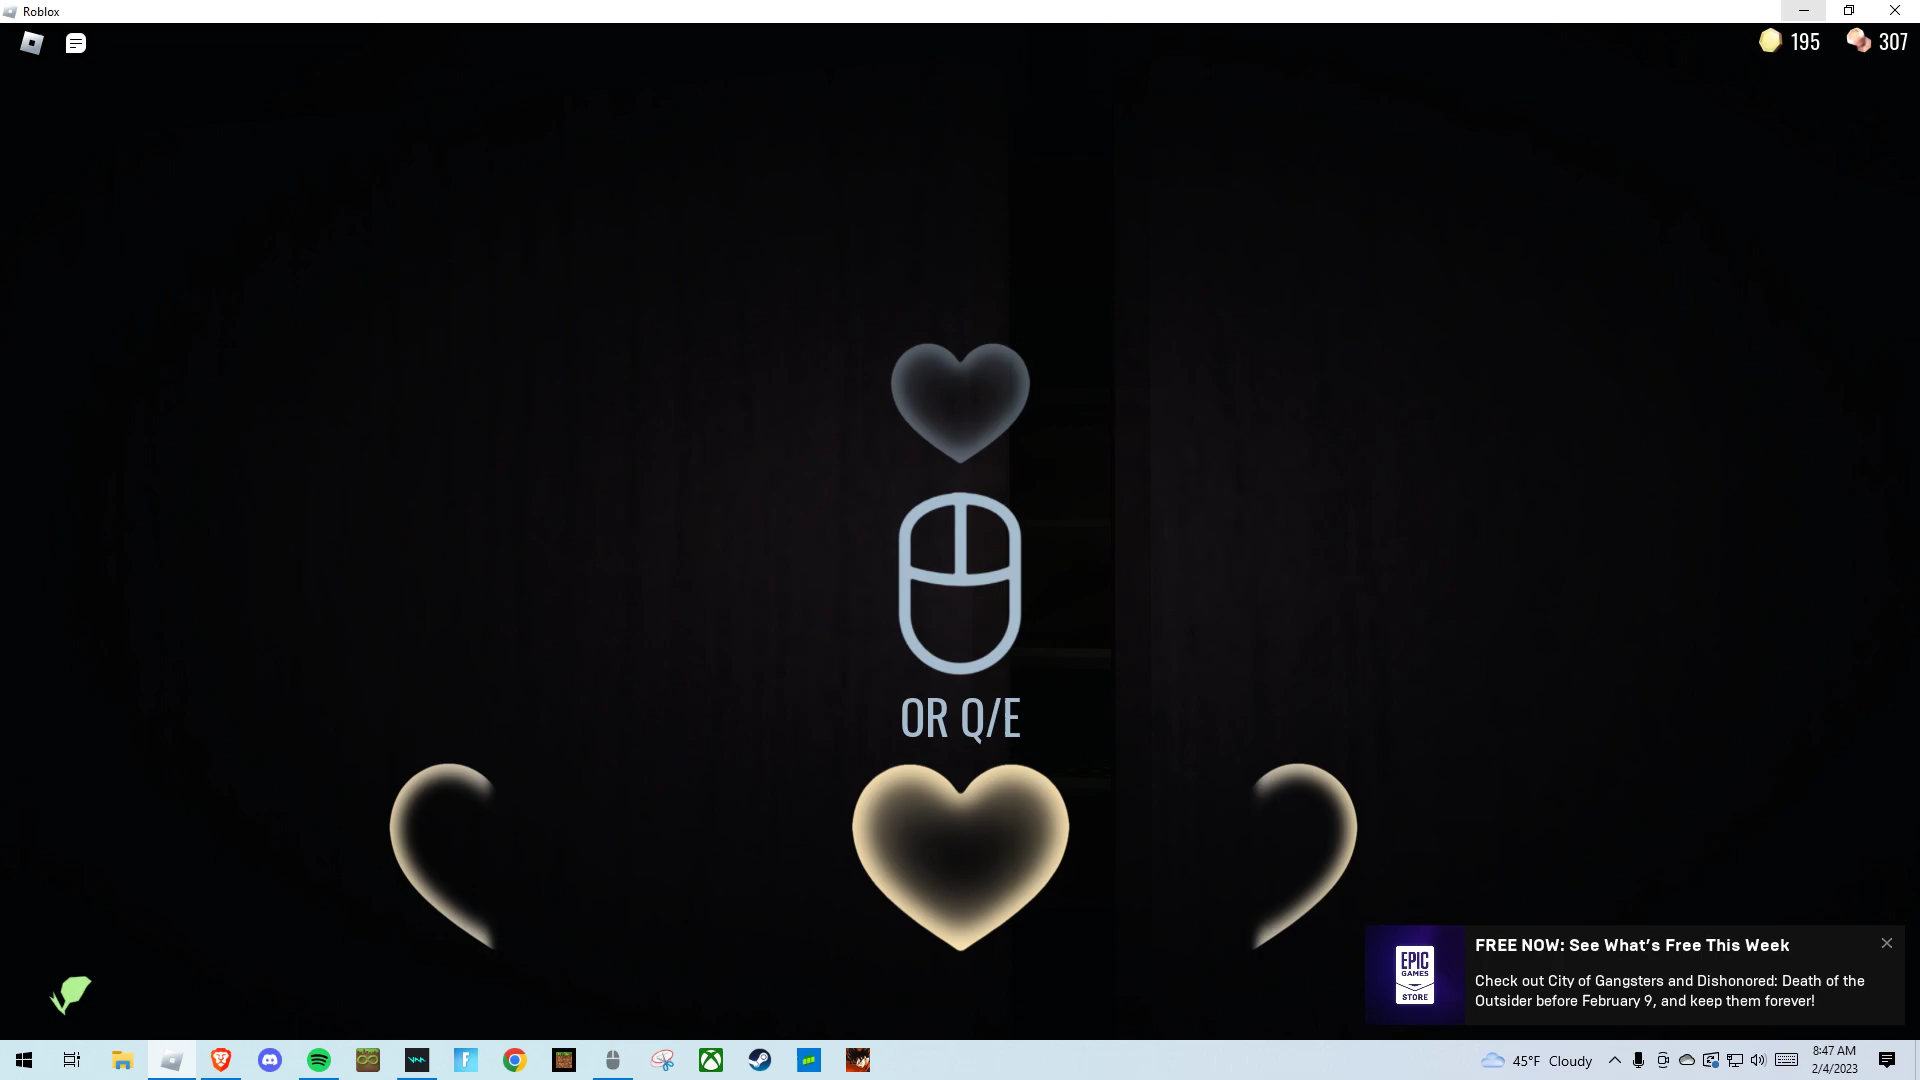 Roblox
195
307
OR Q/E
EPIC
GAMES
STORE
FREE NOW: See What's Free This Week
Check out City of Gangsters and Dishonored: Death of the
Outsider before February 9, and keep them forever!
45°F Cloudy
8:47 AM
2/4/2023